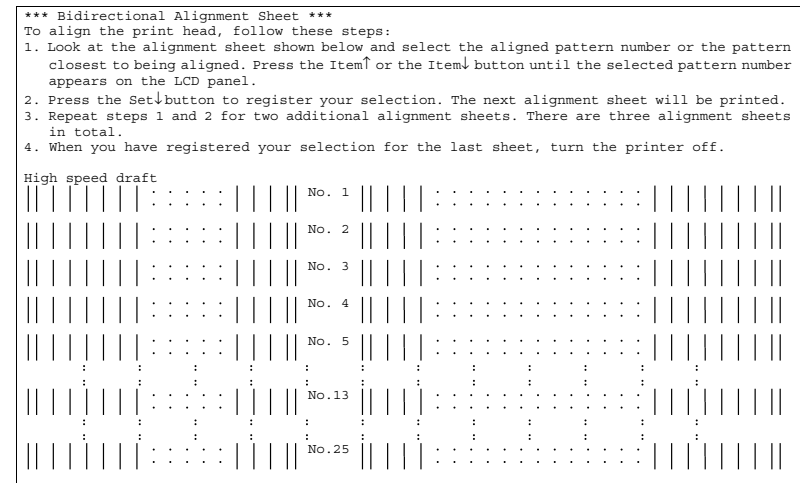 *** Bidirectional Alignment Sheet ***
To align the print head, follow these steps:
1. Look at the alignment sheet shown below and select the aligned pattern number or the pattern
closest to being aligned. Press the Item↑ or the Item↓ button until the selected pattern number
appears on the LCD panel.
2. Press the Set↓button to register your selection. The next alignment sheet will be printed.
3. Repeat steps 1 and 2 for two additional alignment sheets. There are three alignment sheets
in total.
4. When you have registered your selection for the last sheet, turn the printer off.
High speed draft
No. 1
No. 2
No. 3
No. 4
No. 5
No.13
No.25